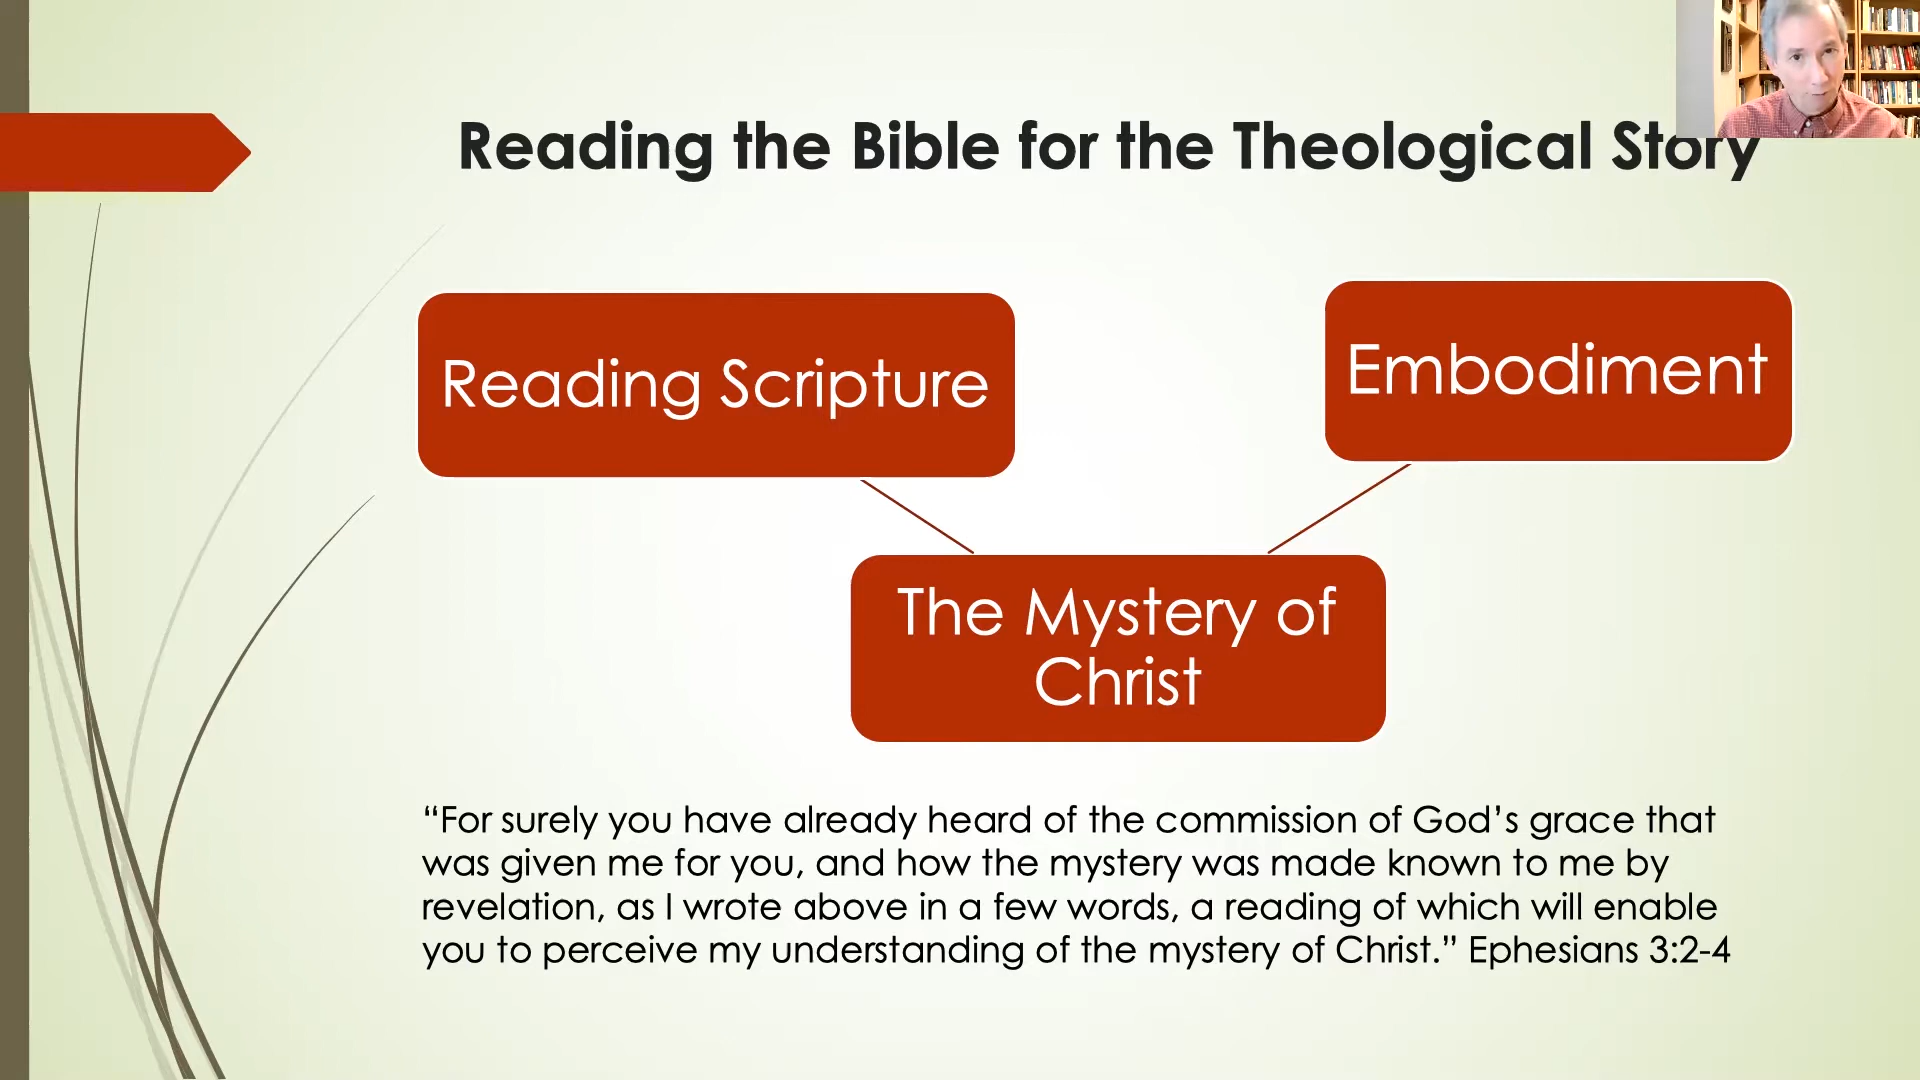 Reading the Bible for the Theological Story
Reading Scripture
Embodiment
The Mystery of
Christ
“For surely you have already heard of the commission of God’s grace that
was given me for you, and how the mystery was made known to me by
revelation, as I wrote above in a few words, a reading of which will enable
you to perceive my understanding of the mystery of Christ.” Ephesians 3:2-4